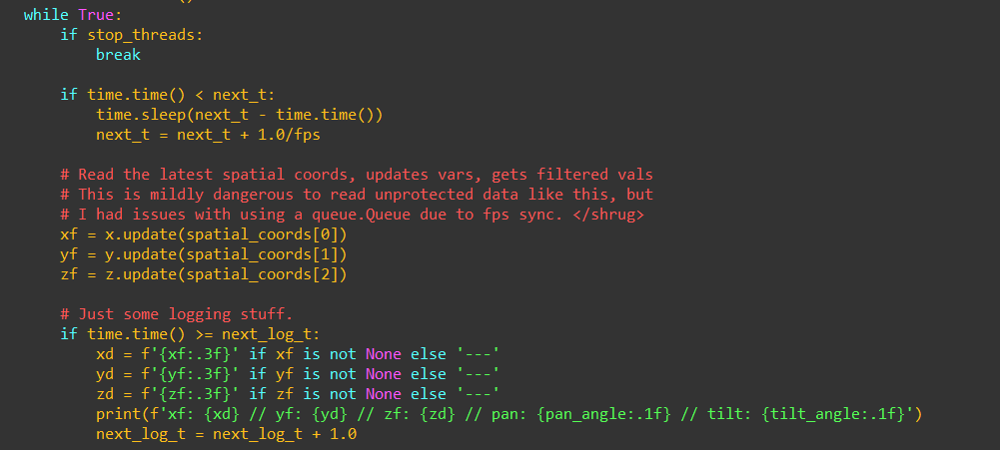 while True:
    if stop_threads:
        break

    if time.time() < next_t:
        time.sleep(next_t - time.time())
        next_t = next_t + 1.0/fps

    # Read the latest spatial coords, updates vars, gets filtered vals
    # This is mildly dangerous to read unprotected data like this, but
    # I had issues with using a queue.Queue due to fps sync. </shrug>
    xf = x.update(spatial_coords[0])
    yf = y.update(spatial_coords[1])
    zf = z.update(spatial_coords[2])

    # Just some logging stuff.
    if time.time() >= next_log_t:
        xd = f'{xf:.3f}' if xf is not None else '---'
        yd = f'{yf:.3f}' if yf is not None else '---'
        zd = f'{zf:.3f}' if zf is not None else '---'
        print(f'xf: {xd} // yf: {yd} // zf: {zd} // pan: {pan_angle:.1f} // tilt: {tilt_angle:.1f}')
        next_log_t = next_log_t + 1.0